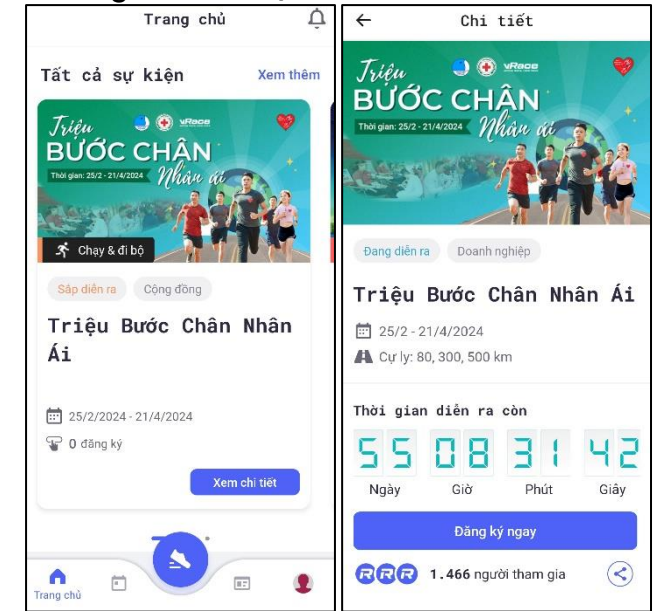 Trang chủ
Tất cả sự kiện
Xem thêm
Triệu
vRace
BƯỚC CHÂN
Thời gian: 25/2 - 21/4/2024
Nhân ái
Chạy & đi bộ
Sắp diễn ra
Cộng đồng
Triệu Bước Chân Nhân
Ái
25/2/2024 - 21/4/2024
0 đăng ký
Xem chi tiết
Trang chủ
Chi tiết
Triệu
vRace
BƯỚC CHÂN
Thời gian: 25/2 - 21/4/2024
Nhân ái
Đang diễn ra
Doanh nghiệp
Triệu Bước Chân Nhân Ái
25/2 - 21/4/2024
Cự ly: 80, 300, 500 km
Thời gian diễn ra còn
55 08 31 42
Ngày Giờ Phút Giây
Đăng ký ngay
RRR 1.466 người tham gia